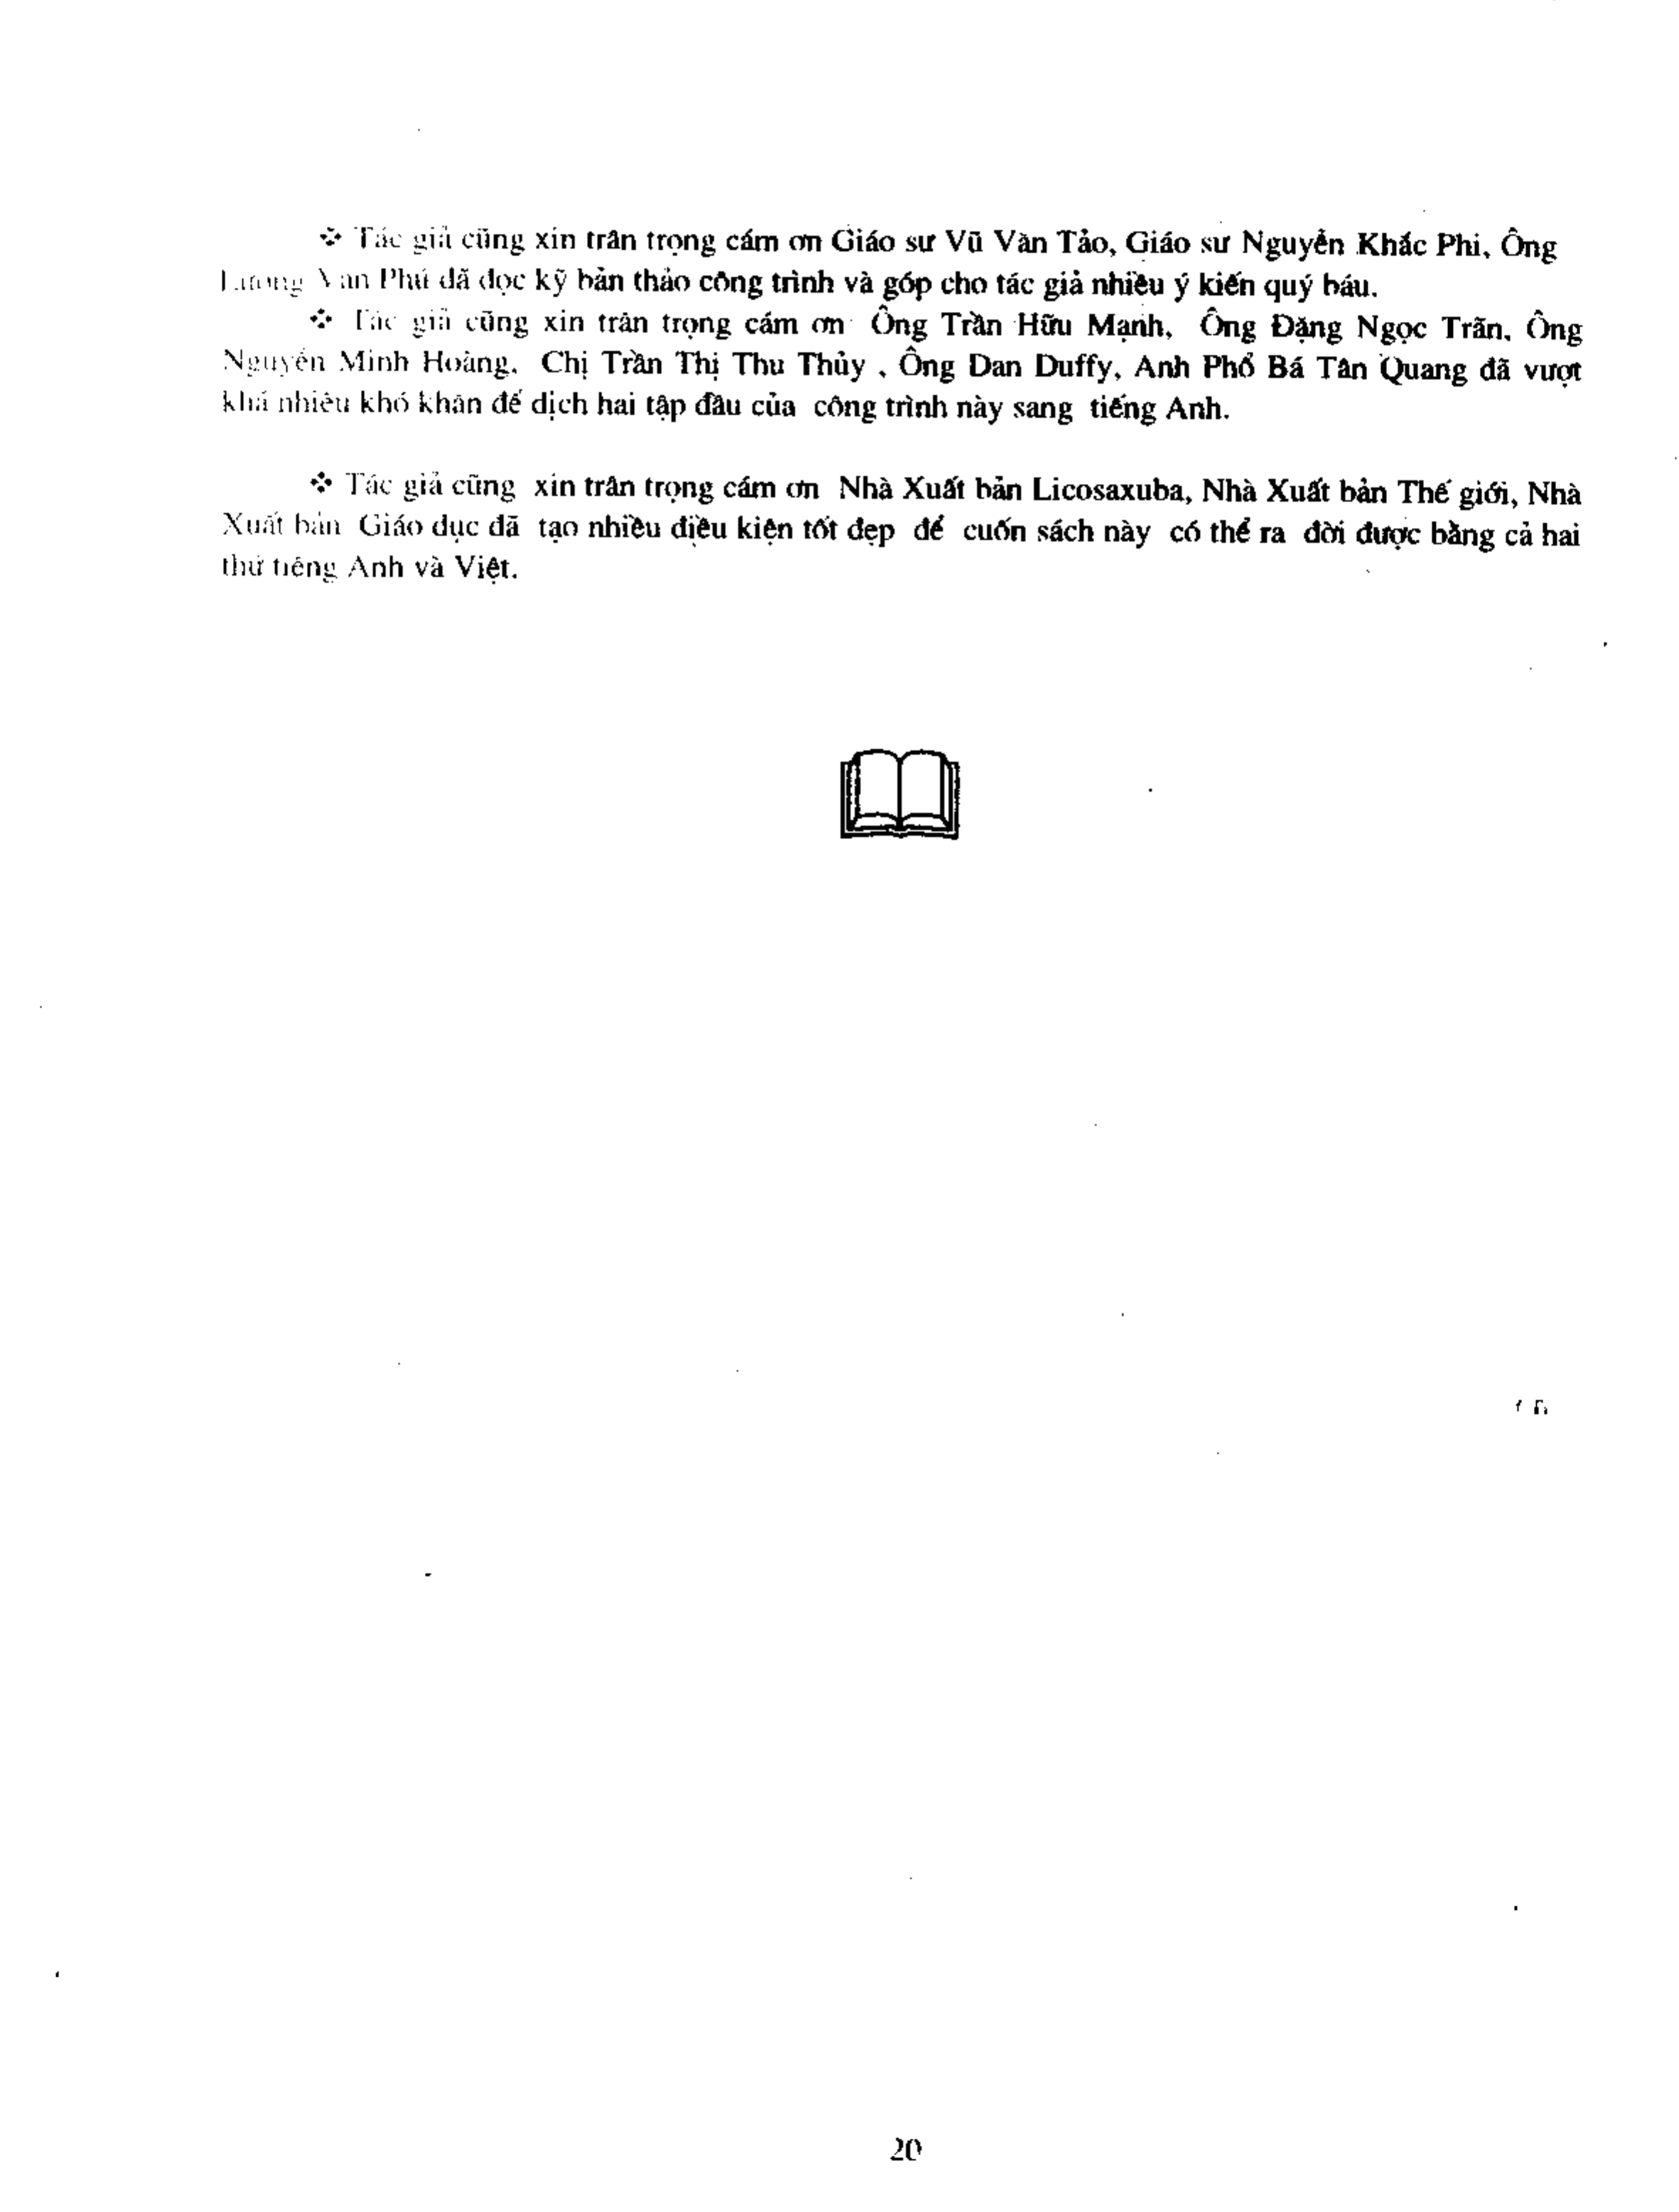 ❖ Tác giả cũng xin trân trọng cám ơn Giáo sư Vũ Văn Tảo, Giáo sư Nguyễn Khắc Phi, Ông
Lương Văn Phú đã đọc kỹ bản thảo công trình và góp cho tác giả nhiều ý kiến quý báu.
❖ Tác giả cũng xin trân trọng cám ơn Ông Trần Hữu Mạnh, Ông Đặng Ngọc Trãn, Ông
Nguyễn Minh Hoàng, Chị Trần Thị Thu Thủy , Ông Dan Duffy, Anh Phổ Bá Tân Quang đã vượt
khá nhiều khó khăn để dịch hai tập đầu của công trình này sang tiếng Anh.
❖ Tác giả cũng xin trân trọng cám ơn Nhà Xuất bản Licosaxuba, Nhà Xuất bản Thế giới, Nhà
Xuất bản Giáo dục đã tạo nhiều điều kiện tốt đẹp để cuốn sách này có thể ra đời được bằng cả hai
thứ tiếng Anh và Việt.
20